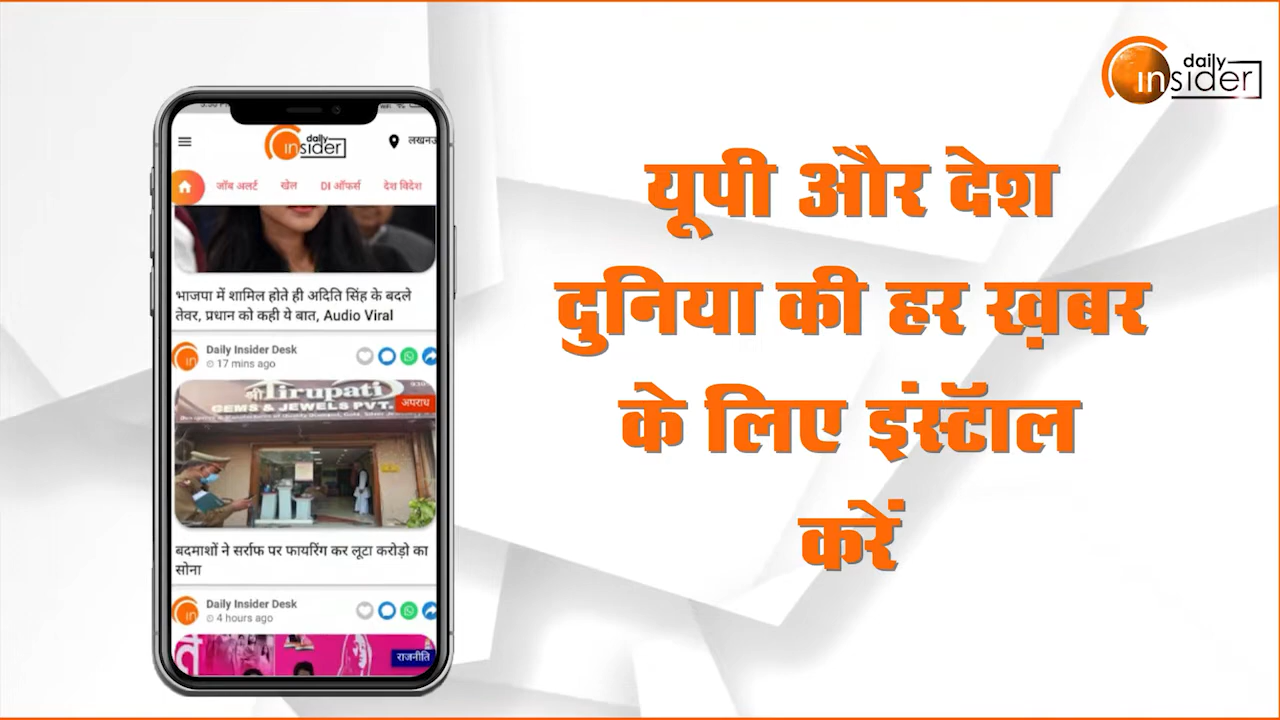 daily
insider
यूपी और देश
दुनिया की हर ख़बर
के लिए इंस्टॉल
करें
daily
insider
लखनऊ
जॉब अलर्ट खेल DI ऑफर्स देश विदेश
भाजपा में शामिल होते ही अदिति सिंह के बदले
तेवर, प्रधान को कही ये बात, Audio Viral
Daily Insider Desk
17 mins ago
श्री Tirupati
GEMS & JEWELS PVT.
अपराध
बदमाशों ने सर्राफ पर फायरिंग कर लूटा करोड़ो का
सोना
Daily Insider Desk
4 hours ago
राजनीति